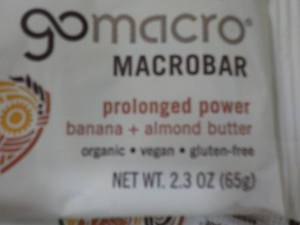 gomacro®
MACROBAR
prolonged power
banana + almond butter
organic • vegan • gluten-free
NET WT. 2.3 OZ (65g)